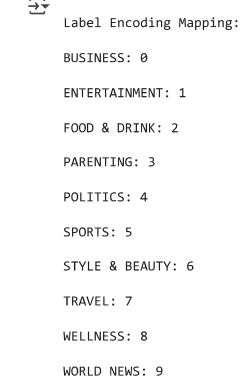 Label Encoding Mapping:
BUSINESS: 0
ENTERTAINMENT: 1
FOOD & DRINK: 2
PARENTING: 3
POLITICS: 4
SPORTS: 5
STYLE & BEAUTY: 6
TRAVEL: 7
WELLNESS: 8
WORLD NEWS: 9